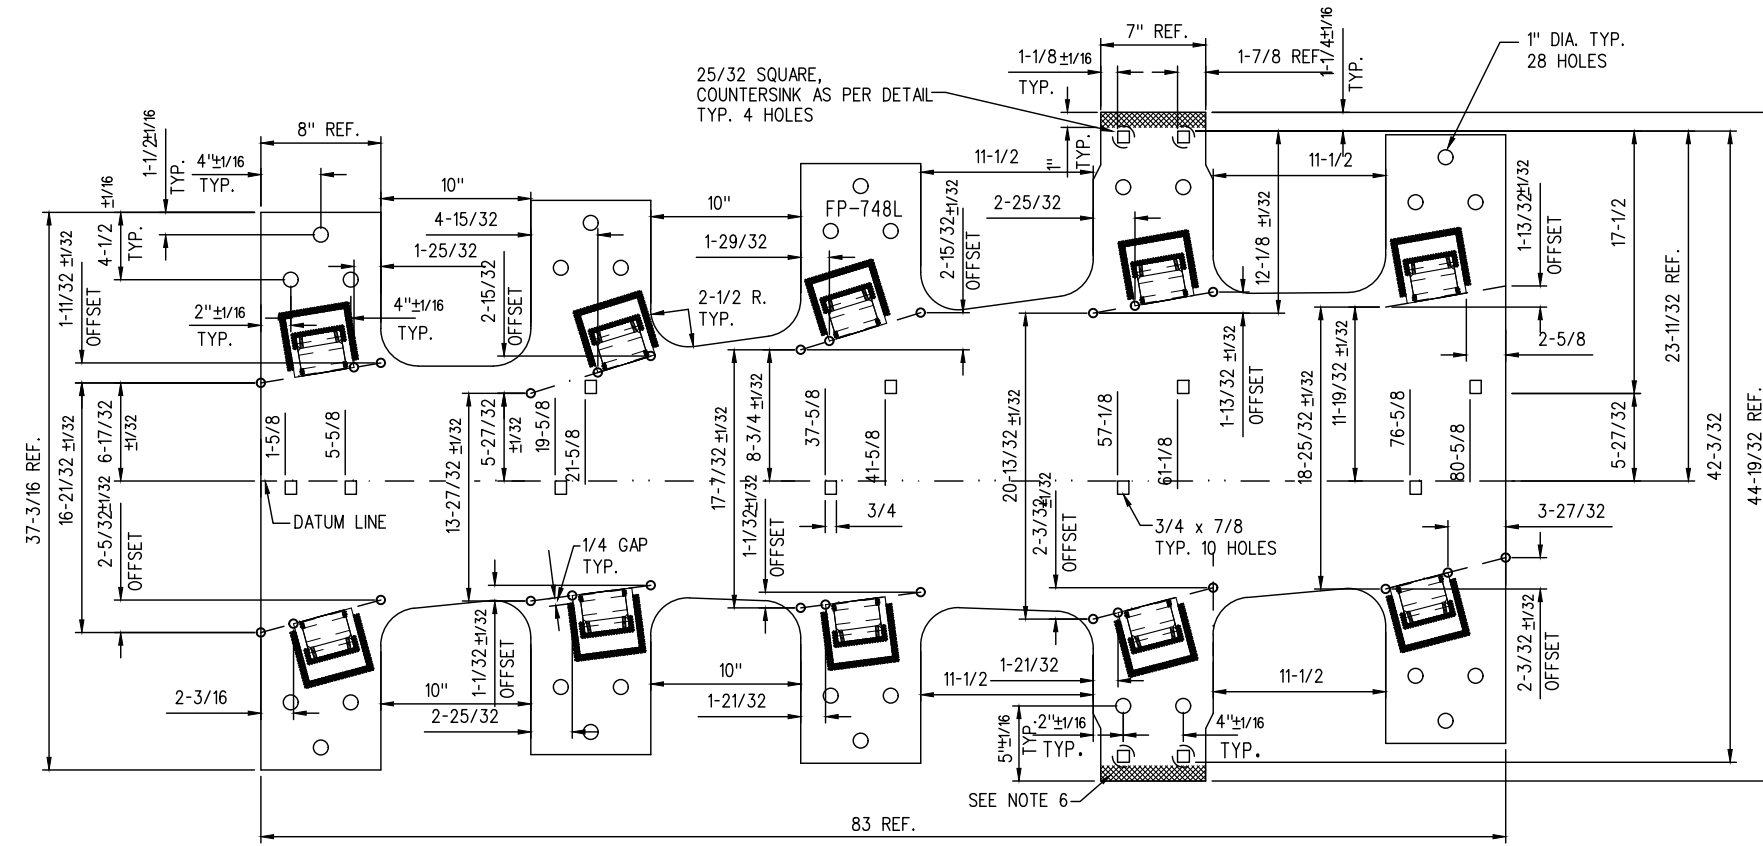 7" REF.
1-1/8±1/16
TYP.
1-7/8 REF.
1-1/4±1/16
TYP.
1" DIA. TYP.
28 HOLES
25/32 SQUARE,
COUNTERSINK AS PER DETAIL
TYP. 4 HOLES
8" REF.
1-1/2±1/16
TYP.
4"±1/16
TYP.
10"
4-15/32
1-25/32
4-1/2 ±1/16
TYP.
1-11/32 ±1/32
OFFSET
2"±1/16
TYP.
4"±1/16
TYP.
2-15/32
OFFSET
10"
1-29/32
2-1/2 R.
TYP.
FP-748L
11-1/2
1"
TYP.
2-25/32
2-15/32±1/32
OFFSET
12-1/8 ±1/32
11-1/2
1-13/32±1/32
OFFSET
17-1/2
23-11/32 REF.
2-5/8
37-3/16 REF.
16-21/32 ±1/32
6-17/32
±1/32
2-5/32±1/32
OFFSET
1-5/8
5-5/8
DATUM LINE
13-27/32 ±1/32
5-27/32
±1/32
19-5/8
21-5/8
1/4 GAP
TYP.
17-7/32 ±1/32
8-3/4 ±1/32
37-5/8
41-5/8
3/4
1-1/32±1/32
OFFSET
20-13/32 ±1/32
57-1/8
61-1/8
1-13/32 ±1/32
OFFSET
2-3/32±1/32
OFFSET
3/4 x 7/8
TYP. 10 HOLES
18-25/32 ±1/32
11-19/32 ±1/32
76-5/8
80-5/8
5-27/32
42-3/32
44-19/32 REF.
3-27/32
2-3/32 ±1/32
OFFSET
2-3/16
10"
1-1/32 ±1/32
OFFSET
2-25/32
10"
1-21/32
11-1/2
1-21/32
11-1/2
5"±1/16
TYP.
2"±1/16
TYP.
4"±1/16
TYP.
SEE NOTE 6
83 REF.